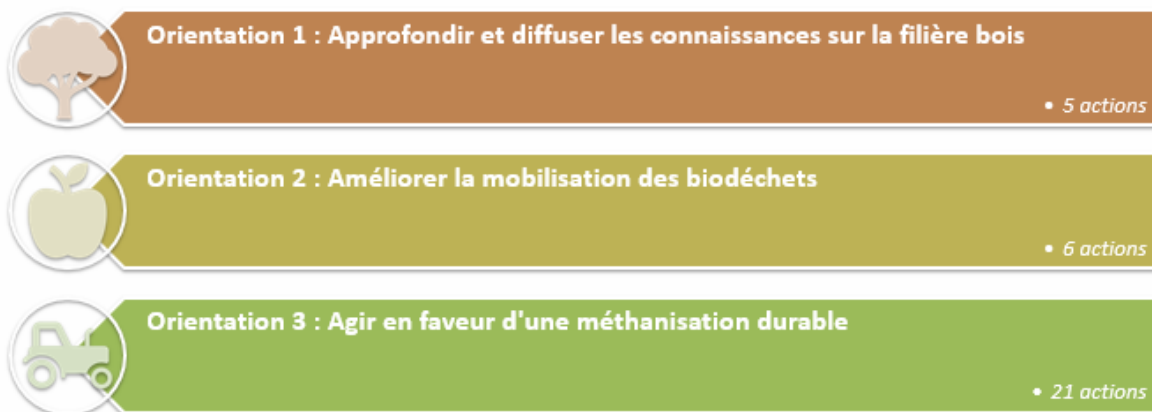 Orientation 1 : Approfondir et diffuser les connaissances sur la filière bois
• 5 actions
Orientation 2 : Améliorer la mobilisation des biodéchets
• 6 actions
Orientation 3 : Agir en faveur d'une méthanisation durable
• 21 actions